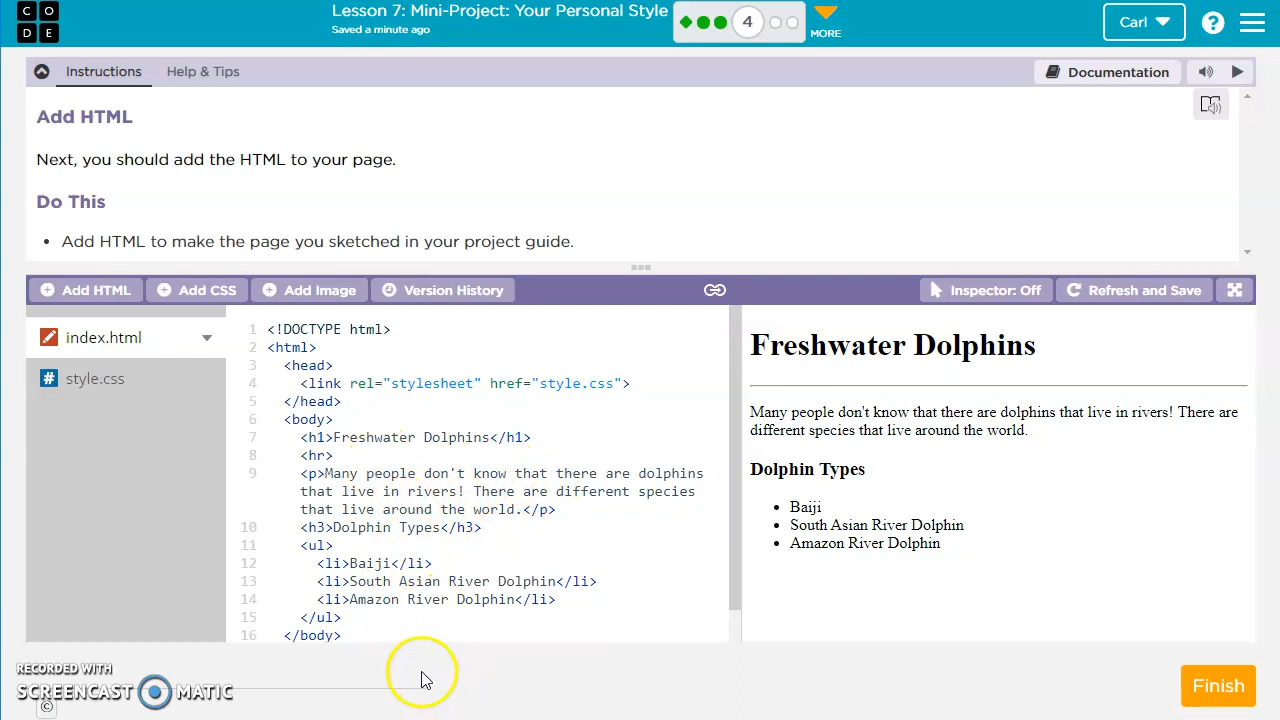 CO
DE
Lesson 7: Mini-Project: Your Personal Style
Saved a minute ago
4
MORE
Carl
?
Instructions
Help & Tips
Documentation
Add HTML
Next, you should add the HTML to your page.
Do This
• Add HTML to make the page you sketched in your project guide.
Add HTML
Add CSS
Add Image
Version History
Inspector: Off
Refresh and Save
index.html
# style.css
1 <!DOCTYPE html>
2 <html>
3 <head>
4 <link rel="stylesheet" href="style.css">
5 </head>
6 <body>
7 <h1>Freshwater Dolphins</h1>
8 <hr>
9 <p>Many people don't know that there are dolphins
that live in rivers! There are different species
that live around the world.</p>
10 <h3>Dolphin Types</h3>
11 <ul>
12 <li>Baiji</li>
13 <li>South Asian River Dolphin</li>
14 <li>Amazon River Dolphin</li>
15 </ul>
16 </body>
Freshwater Dolphins
Many people don't know that there are dolphins that live in rivers! There are
different species that live around the world.
Dolphin Types
• Baiji
• South Asian River Dolphin
• Amazon River Dolphin
RECORDED WITH
SCREENCAST MATIC
©
Finish